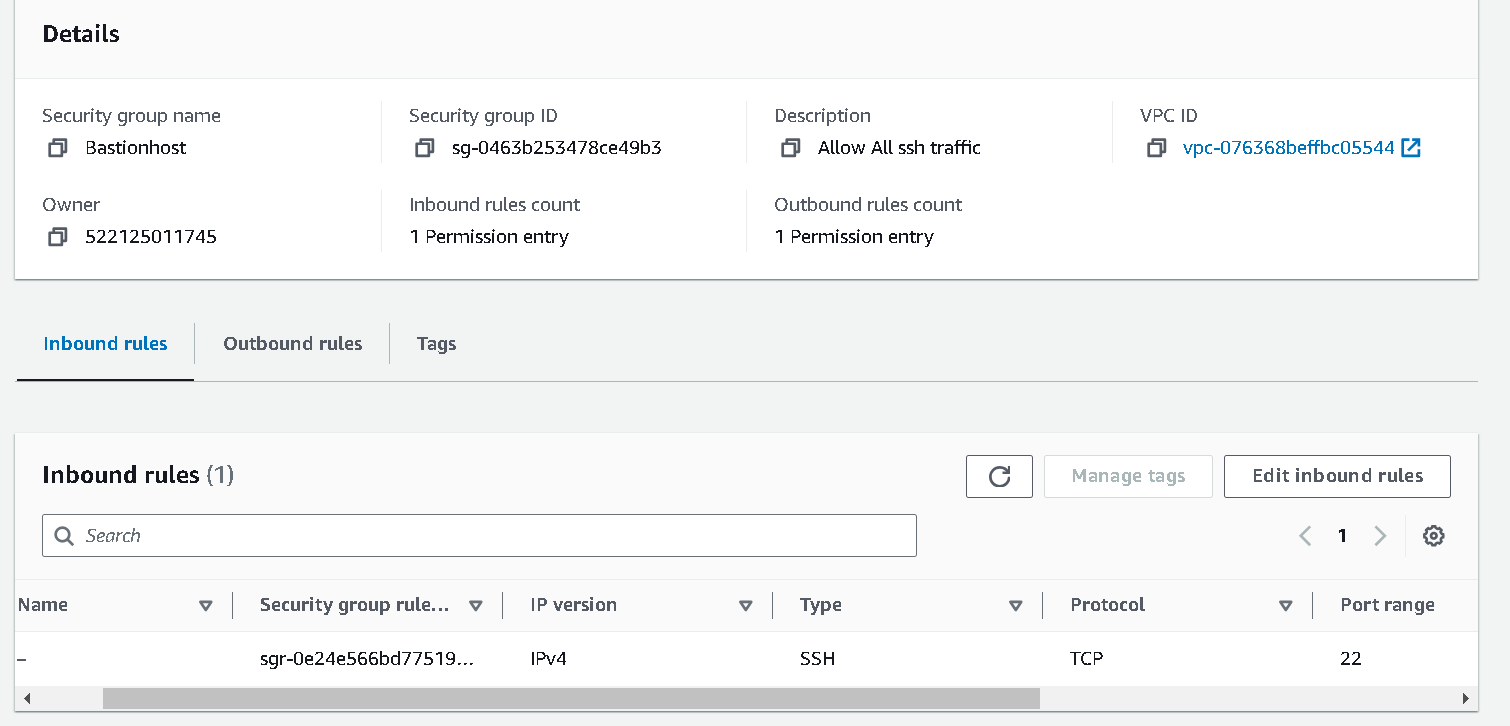 Details
Security group name
Security group ID
Description
VPC ID
Bastionhost
sg-0463b253478ce49b3
Allow All ssh traffic
vpc-076368beffbc05544
Owner
Inbound rules count
Outbound rules count
522125011745
1 Permission entry
1 Permission entry
Inbound rules
Outbound rules
Tags
Inbound rules (1)
Manage tags
Edit inbound rules
Search
1
Name
Security group rule...
IP version
Type
Protocol
Port range
–
sgr-0e24e566bd77519...
IPv4
SSH
TCP
22